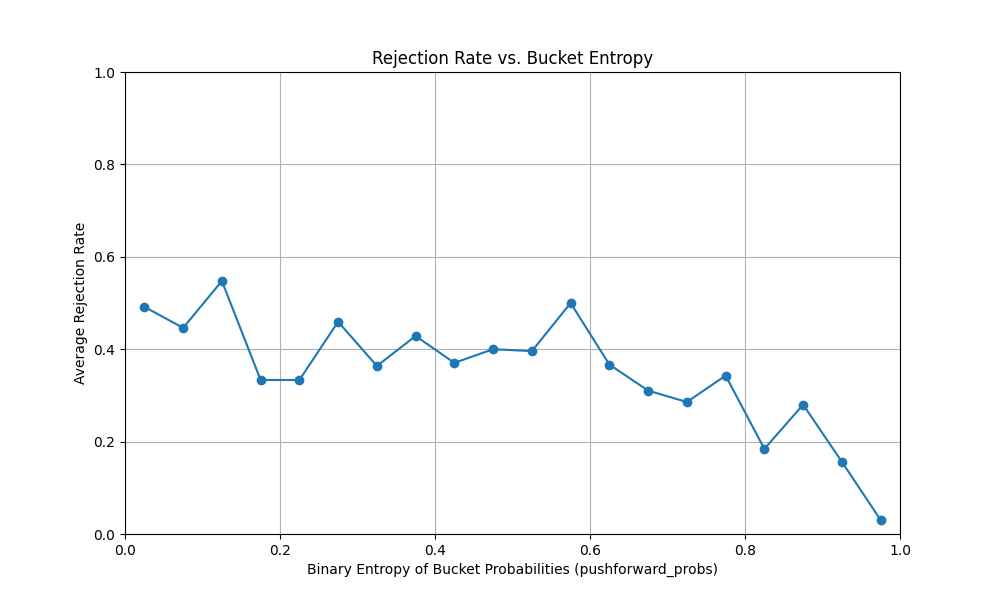 Rejection Rate vs. Bucket Entropy
1.0
0.8
0.6
0.4
0.2
0.0
Average Rejection Rate
0.0 0.2 0.4 0.6 0.8 1.0
Binary Entropy of Bucket Probabilities (pushforward_probs)